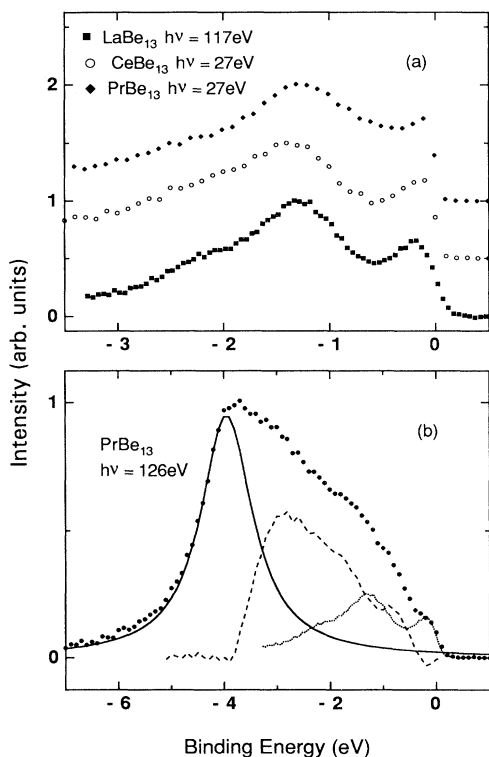 LaBe₁₃ hν = 117eV
CeBe₁₃ hν = 27eV
PrBe₁₃ hν = 27eV
(a)
2
1
0
- 3
- 2
- 1
0
Intensity (arb. units)
(b)
PrBe₁₃
hν = 126eV
1
0
- 6
- 4
- 2
0
Binding Energy (eV)